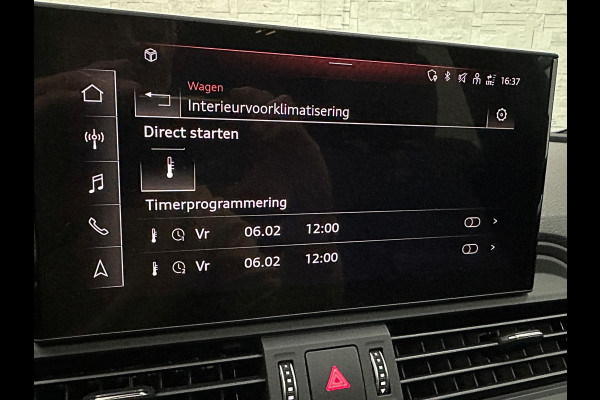 16:37
Wagen
Interieurvoorklimatisering
Direct starten
Timerprogrammering
Vr 06.02 12:00
Vr 06.02 12:00